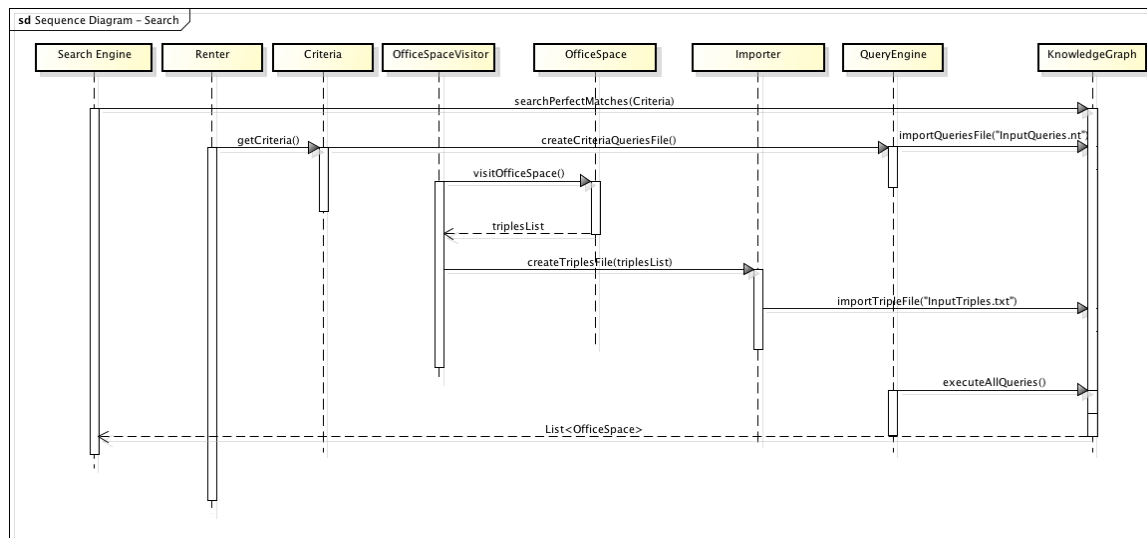 sd Sequence Diagram – Search
Search Engine
Renter
Criteria
OfficeSpaceVisitor
OfficeSpace
Importer
QueryEngine
KnowledgeGraph
searchPerfectMatches(Criteria)
getCriteria()
createCriteriaQueriesFile()
importQueriesFile("InputQueries.nt")
visitOfficeSpace()
triplesList
createTriplesFile(triplesList)
importTripleFile("InputTriples.txt")
executeAllQueries()
List<OfficeSpace>